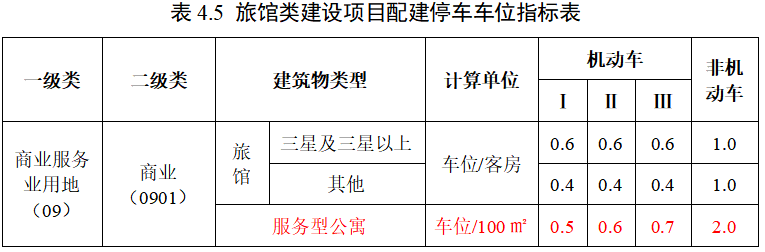 表 4.5 旅馆类建设项目配建停车车位指标表
一级类 二级类 建筑物类型 计算单位 机动车 非机动车
Ⅰ Ⅱ Ⅲ
商业服务业用地（09） 商业（0901） 旅馆 三星及三星以上 车位/客房 0.6 0.6 0.6 1.0
其他 0.4 0.4 0.4 1.0
服务型公寓 车位/100 ㎡ 0.5 0.6 0.7 2.0